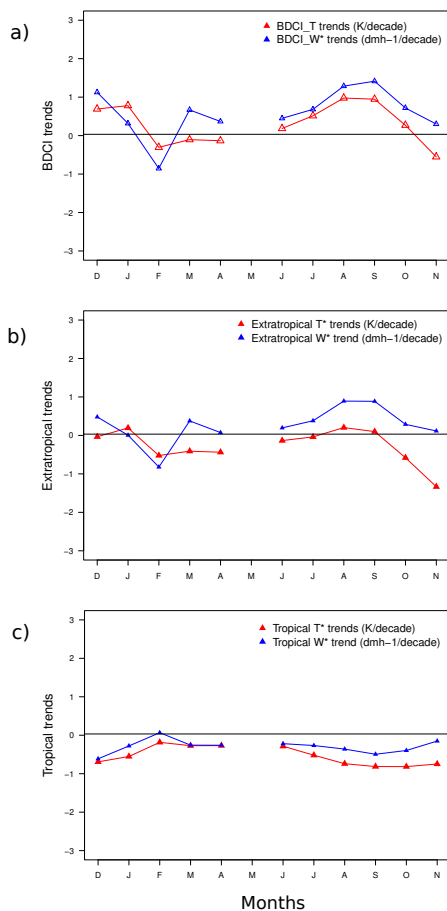 a)
BDCI_T trends (K/decade)
BDCI_W* trends (dmh-1/decade)
BDCI trends
3
2
1
0
-1
-2
-3
D J F M A M J J A S O N
b)
Extratropical T* trends (K/decade)
Extratropical W* trend (dmh-1/decade)
Extratropical trends
3
2
1
0
-1
-2
-3
D J F M A M J J A S O N
c)
Tropical T* trends (K/decade)
Tropical W* trend (dmh-1/decade)
Tropical trends
3
2
1
0
-1
-2
-3
D J F M A M J J A S O N
Months